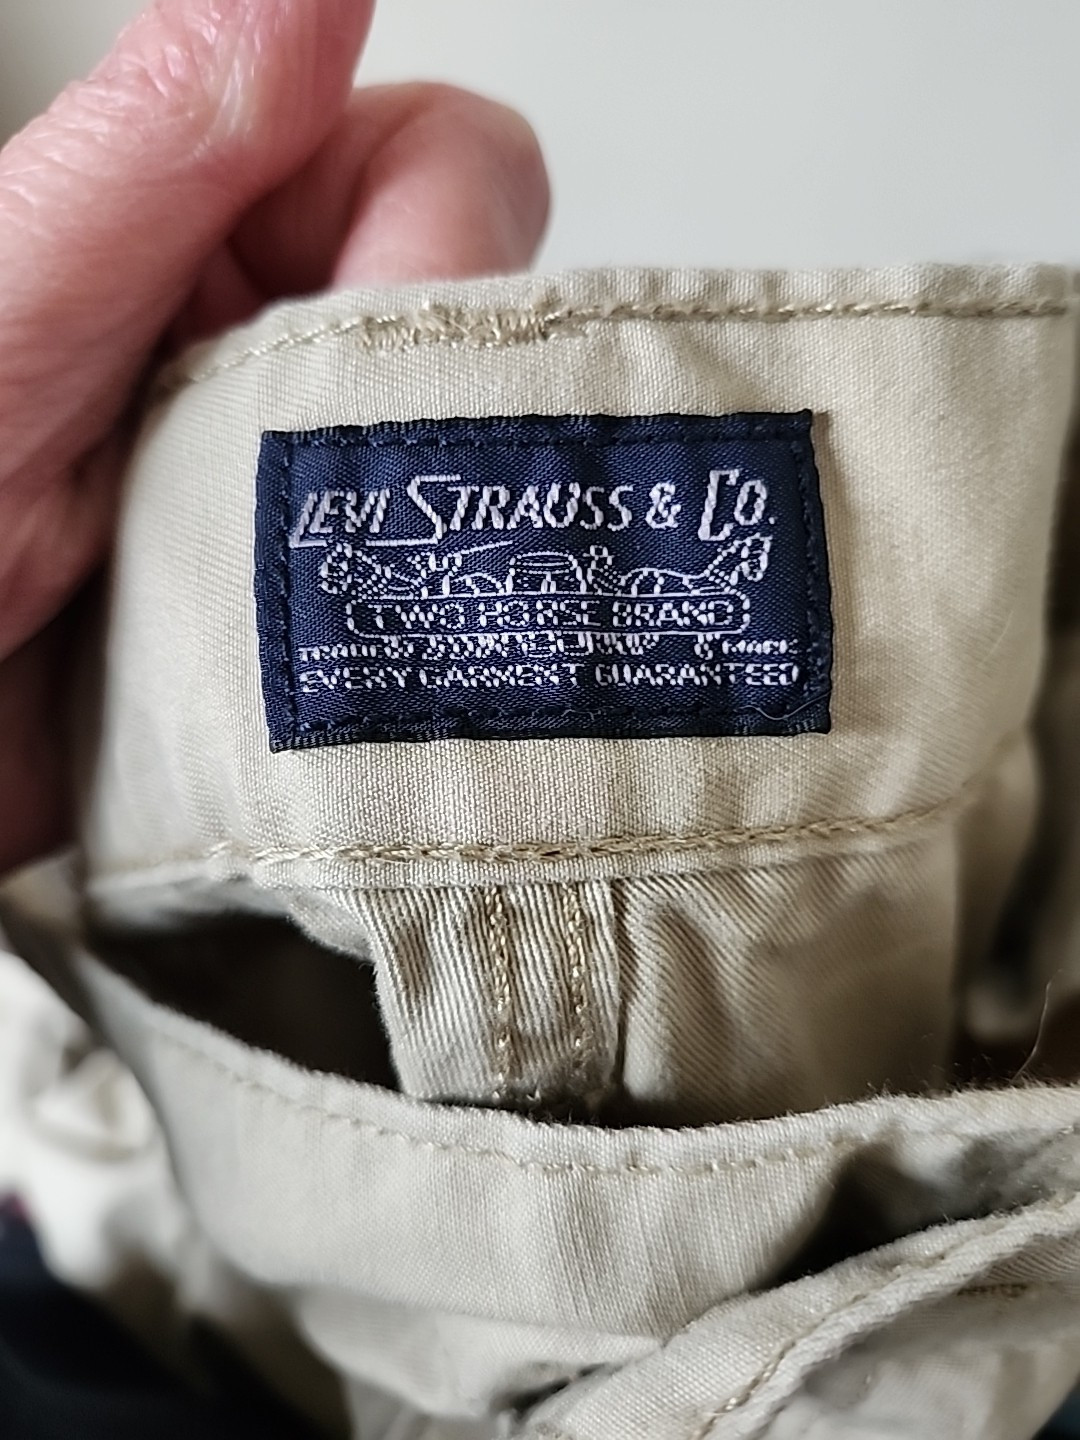 LEVI STRAUSS & CO.
TWO HORSE BRAND
EVERY GARMENT GUARANTEED